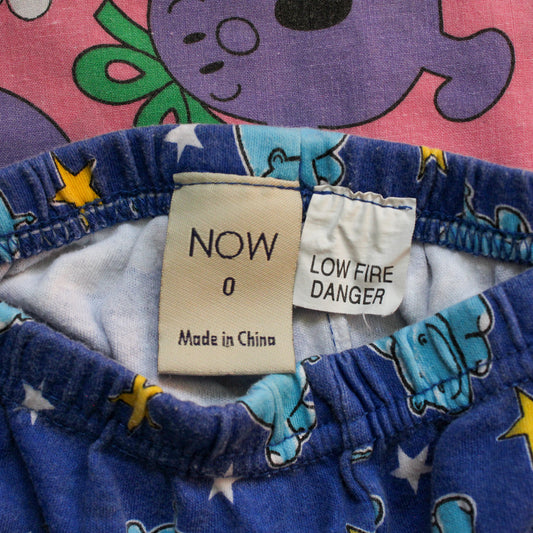 NOW
0
Made in China
LOW FIRE
DANGER